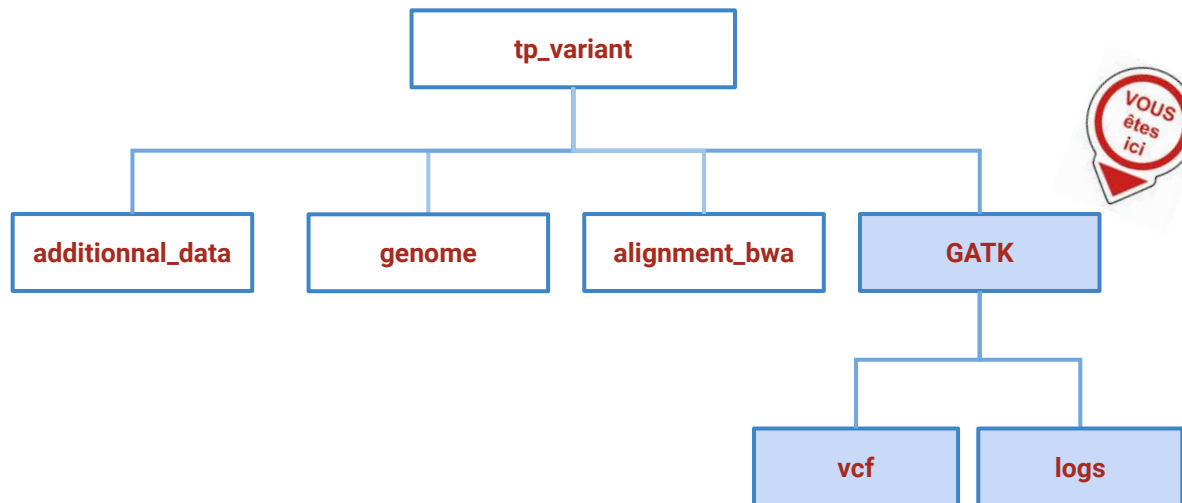 tp_variant
VOUS
êtes
ici
additionnal_data
genome
alignment_bwa
GATK
vcf
logs